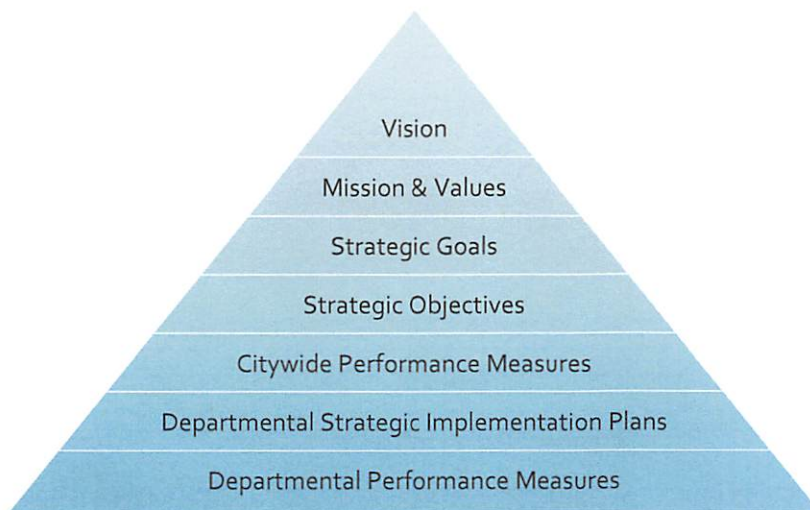 Vision
Mission & Values
Strategic Goals
Strategic Objectives
Citywide Performance Measures
Departmental Strategic Implementation Plans
Departmental Performance Measures